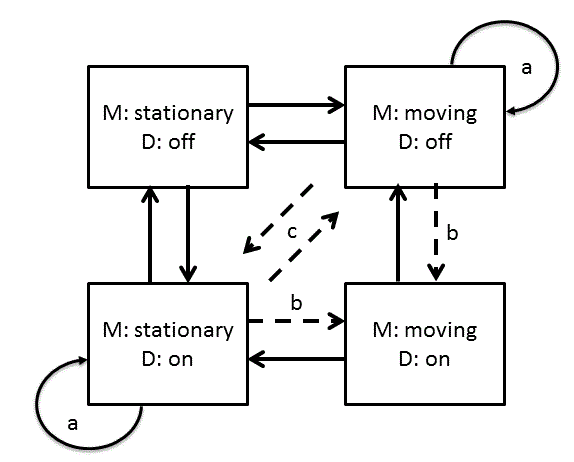 a
M: stationary
D: off
M: moving
D: off
c
b
M: stationary
D: on
b
M: moving
D: on
a